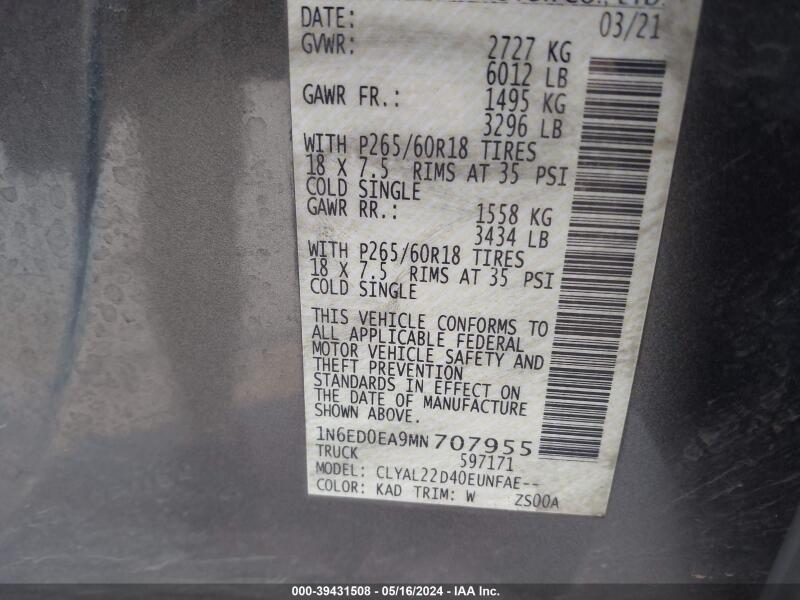 CO., LTD.
DATE: 03/21
GVWR: 2727 KG
6012 LB
GAWR FR.: 1495 KG
3296 LB
WITH P265/60R18 TIRES
18 X 7.5 RIMS AT 35 PSI
COLD SINGLE
GAWR RR.: 1558 KG
3434 LB
WITH P265/60R18 TIRES
18 X 7.5 RIMS AT 35 PSI
COLD SINGLE
THIS VEHICLE CONFORMS TO
ALL APPLICABLE FEDERAL
MOTOR VEHICLE SAFETY AND
THEFT PREVENTION
STANDARDS IN EFFECT ON
THE DATE OF MANUFACTURE
SHOWN ABOVE.
1N6ED0EA9MN707955
TRUCK 597171
MODEL: CLYAL22D40EUNFAE--
COLOR: KAD TRIM: W ZS00A
000-39431508 - 05/16/2024 - IAA Inc.